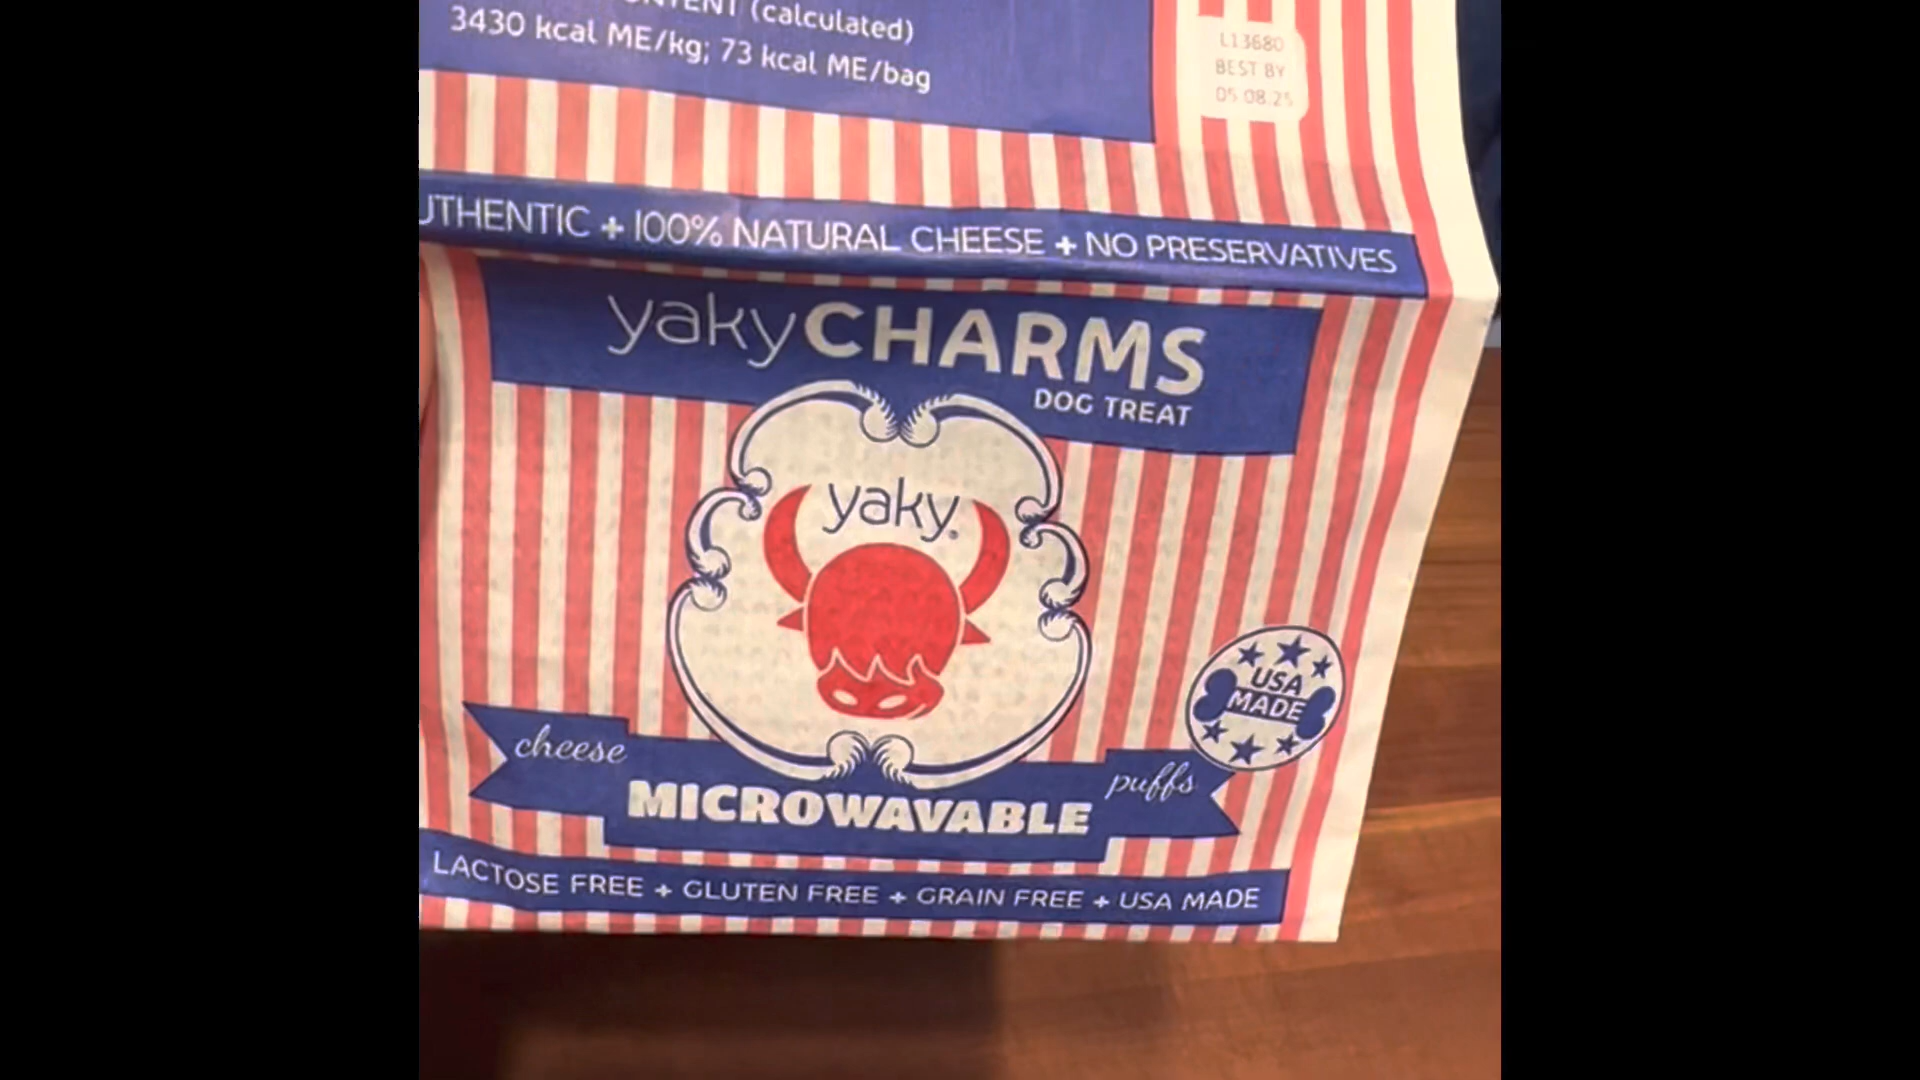 (calculated)
3430 kcal ME/kg; 73 kcal ME/bag
L13680
BEST BY
05.08.25
UTHENTIC + 100% NATURAL CHEESE + NO PRESERVATIVES
yakyCHARMS
DOG TREAT
yaky®
USA
MADE
cheese
MICROWAVABLE
puffs
LACTOSE FREE + GLUTEN FREE + GRAIN FREE + USA MADE